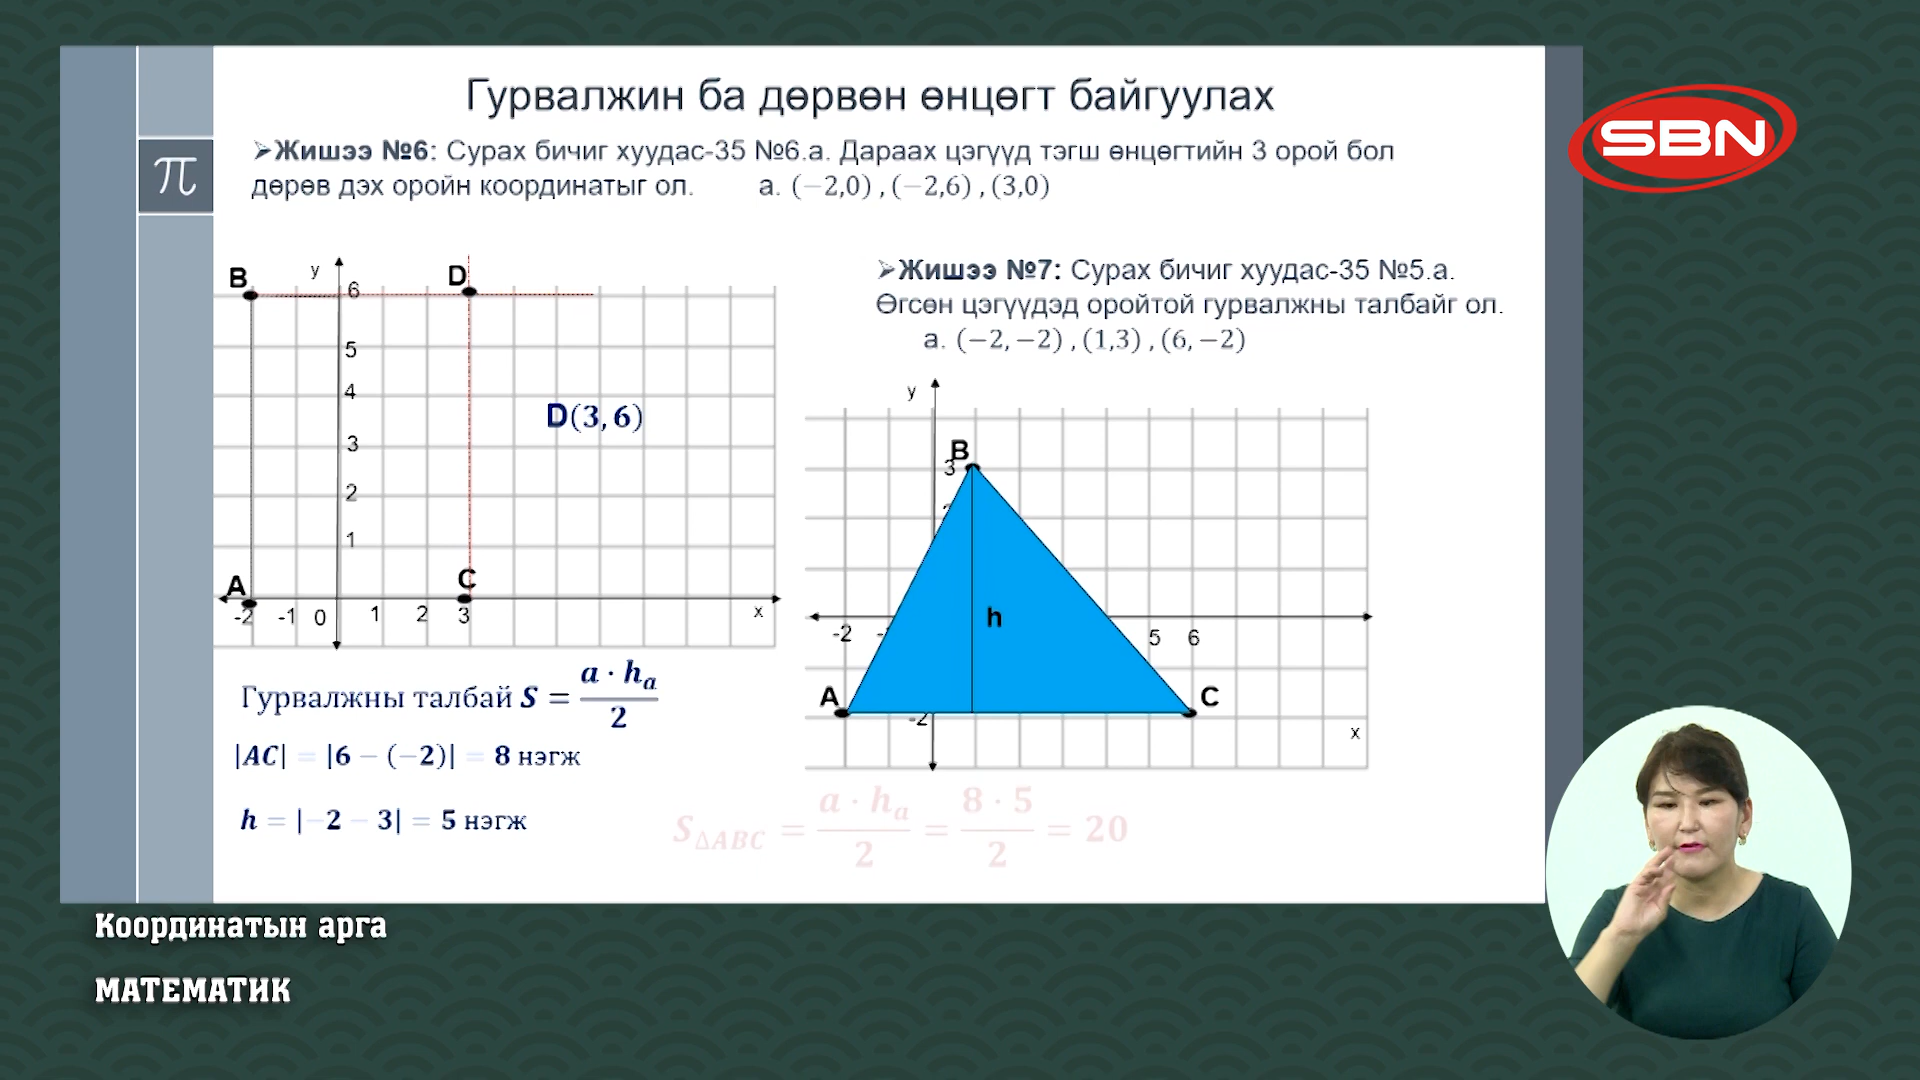 Гурвалжин ба дөрвөн өнцөгт байгуулах
SBN
➢Жишээ №6: Сурах бичиг хуудас-35 №6.а. Дараах цэгүүд тэгш өнцөгтийн 3 орой бол
дөрөв дэх оройн координатыг ол. а. (−2,0) , (−2,6) , (3,0)
π
B y 6 D
5
4
D(3, 6)
3
2
1
A C
-2 -1 0 1 2 3 x
➢Жишээ №7: Сурах бичиг хуудас-35 №5.а.
Өгсөн цэгүүдэд оройтой гурвалжны талбайг ол.
а. (−2, −2) , (1,3) , (6, −2)
y
B
3
h
-2 5 6
A C
-2
x
Гурвалжны талбай S = a · hₐ / 2
|AC| = |6 − (−2)| = 8 нэгж
h = |−2 − 3| = 5 нэгж
S△ABC = a · hₐ / 2 = 8 · 5 / 2 = 20
Координатын арга
МАТЕМАТИК